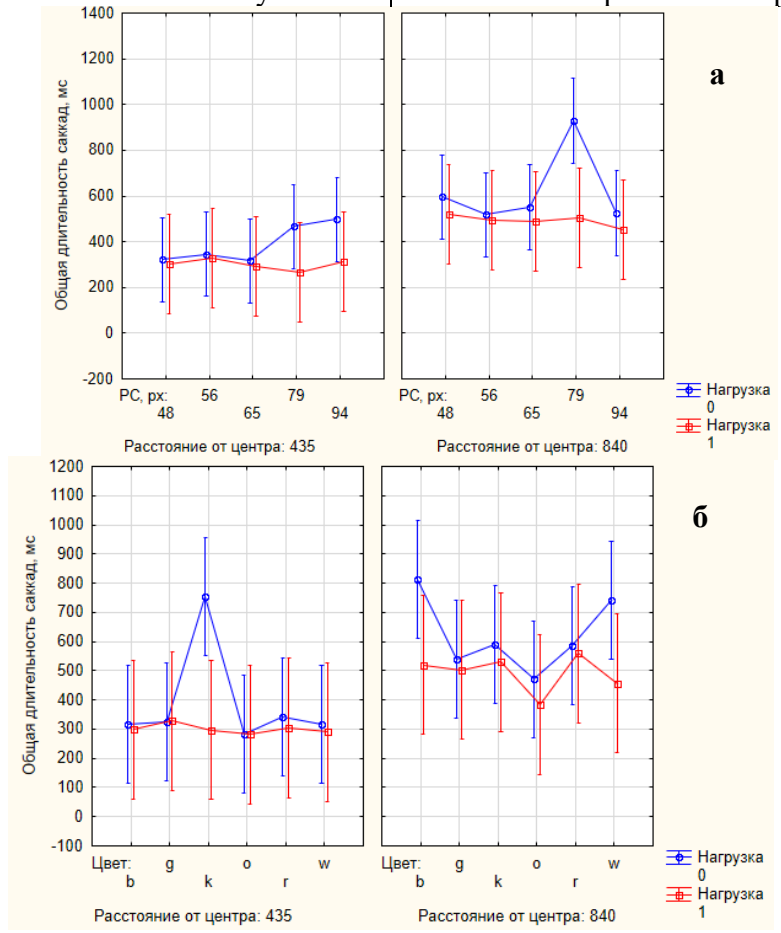 1400
1200
1000
800
600
400
200
0
-200
Общая длительность саккад, мс
а
РС, px: 56 79
48 65 94
Расстояние от центра: 435
РС, px: 56 79
48 65 94
Расстояние от центра: 840
Нагрузка
0
Нагрузка
1
1200
1100
1000
900
800
700
600
500
400
300
200
100
0
-100
Общая длительность саккад, мс
б
Цвет: g o w
b k r
Расстояние от центра: 435
Цвет: g o w
b k r
Расстояние от центра: 840
Нагрузка
0
Нагрузка
1